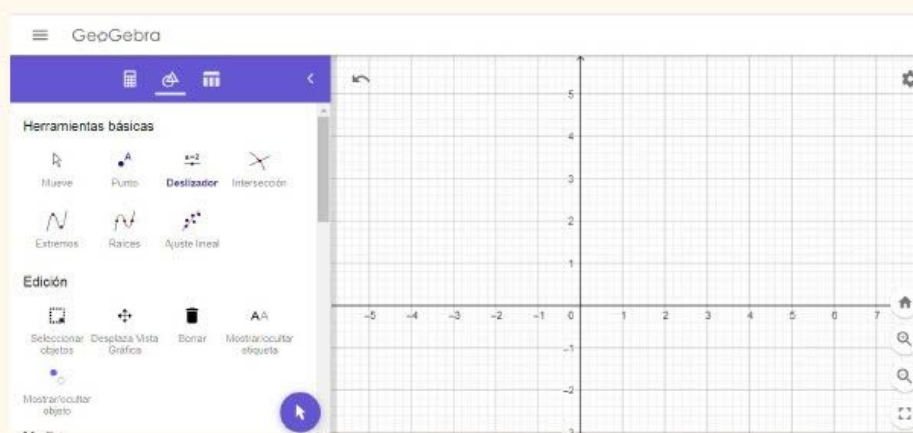 GeoGebra
Herramientas básicas
A
a=2
Mueve Punto Deslizador Intersección
Extremos Raíces Ajuste lineal
Edición
AA
Seleccionar objetos Desplaza Vista Gráfica Borrar Mostrar/ocultar etiqueta
Mostrar/ocultar objeto
5
4
3
2
1
-5 -4 -3 -2 -1 0 1 2 3 4 5 6 7
-1
-2